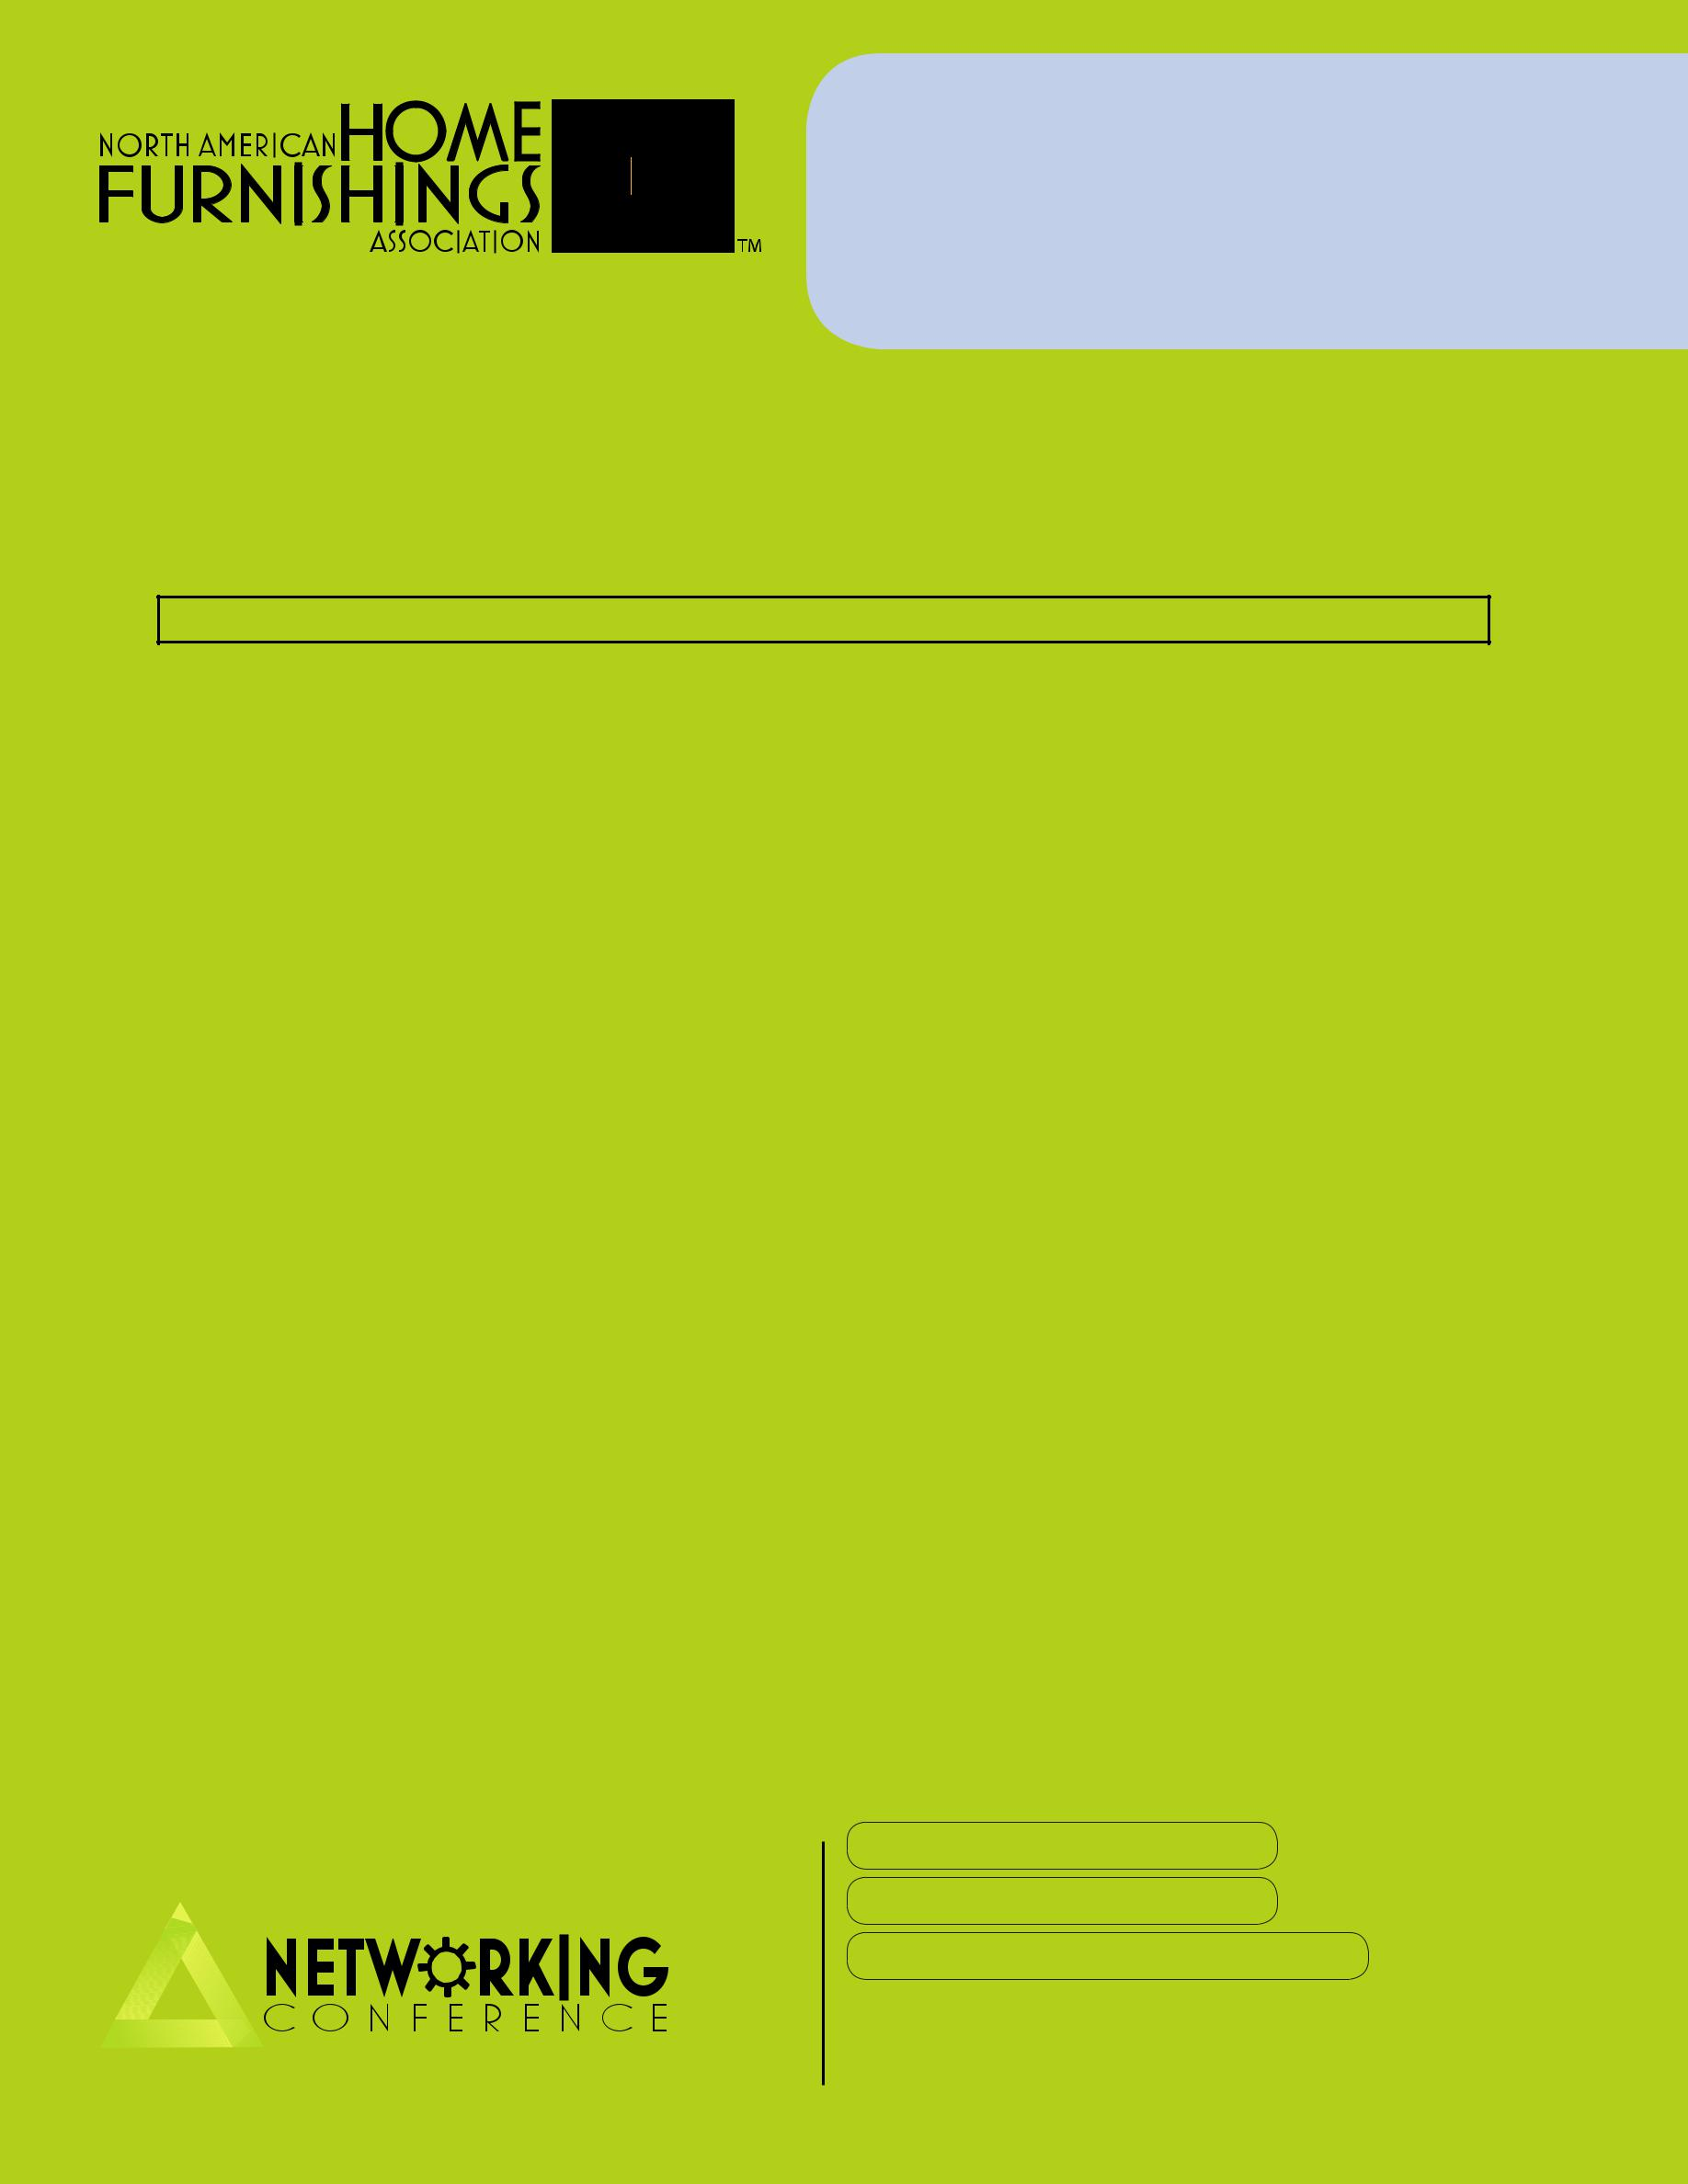 NORTH AMERICAN HOME
FURNISHINGS
ASSOCIATION TM
NETWORKING
CONFERENCE